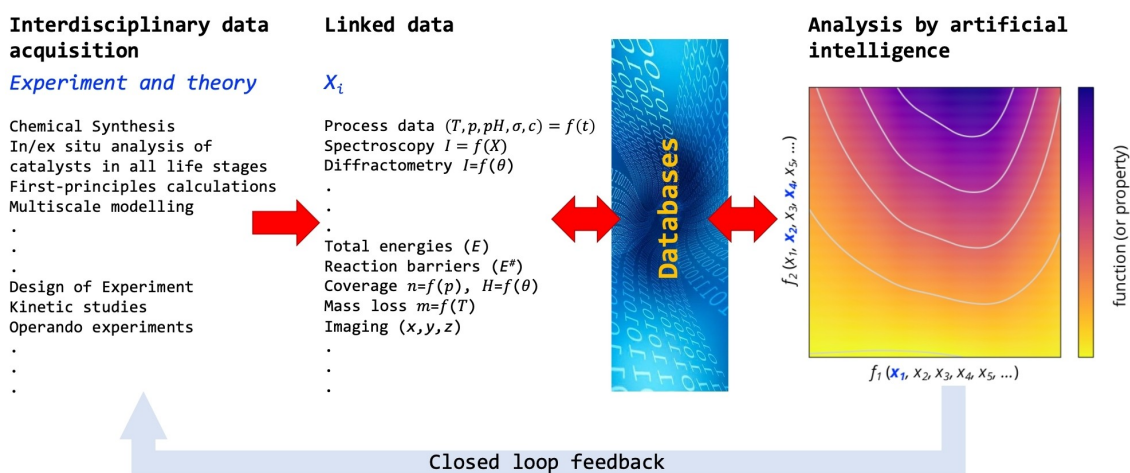 Interdisciplinary data
acquisition
Experiment and theory
Chemical Synthesis
In/ex situ analysis of
catalysts in all life stages
First-principles calculations
Multiscale modelling
.
.
.
Design of Experiment
Kinetic studies
Operando experiments
.
.
.
Linked data
Xᵢ
Process data (T,p,pH,σ,c) = f(t)
Spectroscopy I = f(X)
Diffractometry I=f(θ)
.
.
.
Total energies (E)
Reaction barriers (E#)
Coverage n=f(p), H=f(θ)
Mass loss m=f(T)
Imaging (x,y,z)
.
.
.
Databases
Analysis by artificial
intelligence
f₂ (x₁, x₂, x₃, x₄, x₅, ...)
f₁ (x₁, x₂, x₃, x₄, x₅, ...)
function (or property)
Closed loop feedback